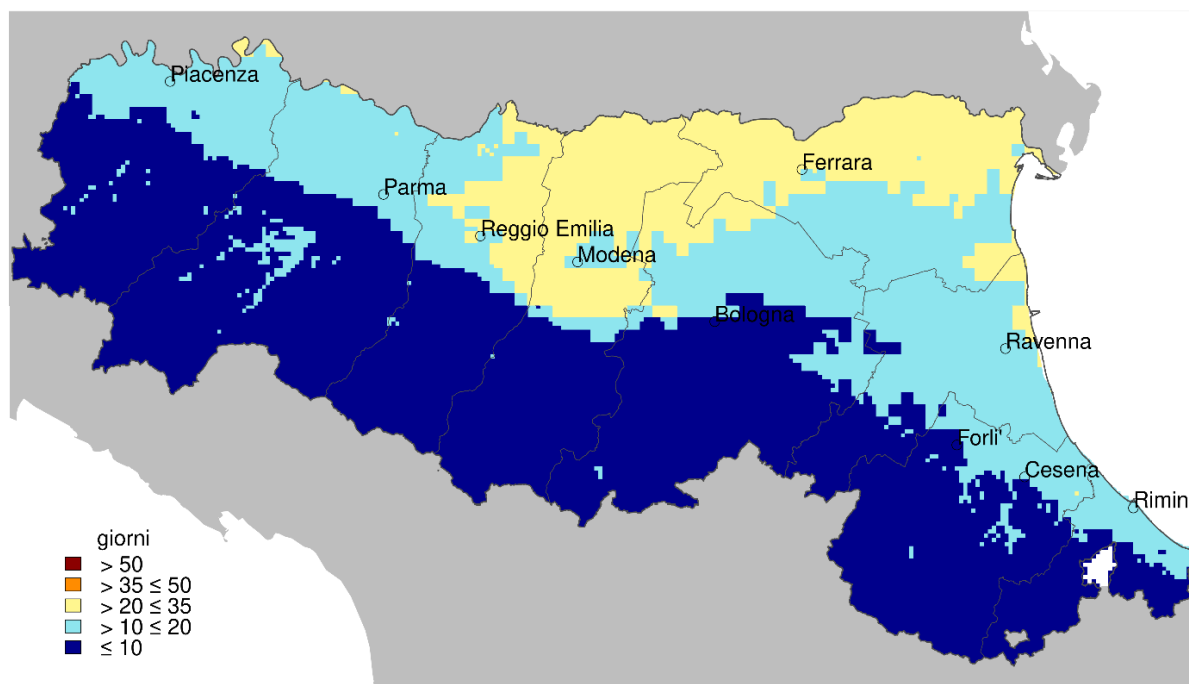 Piacenza
Ferrara
Parma
Reggio Emilia
Modena
Bologna
Ravenna
Forli'
Cesena
Rimin
giorni
> 50
> 35 ≤ 50
> 20 ≤ 35
> 10 ≤ 20
≤ 10